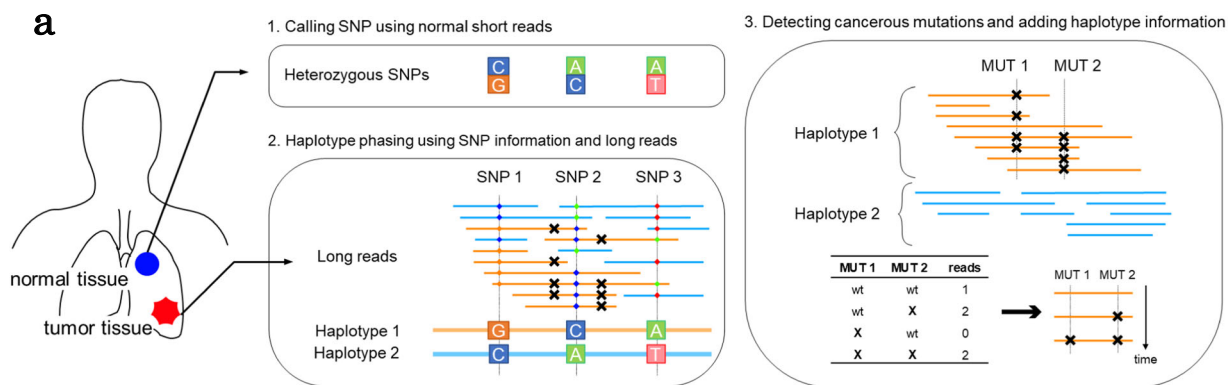 a
1. Calling SNP using normal short reads
Heterozygous SNPs
C A A
G C T
2. Haplotype phasing using SNP information and long reads
SNP 1 SNP 2 SNP 3
Long reads
Haplotype 1 G C A
Haplotype 2 C A T
normal tissue
tumor tissue
3. Detecting cancerous mutations and adding haplotype information
MUT 1 MUT 2
Haplotype 1
Haplotype 2
MUT 1 MUT 2 reads
wt wt 1
wt X 2
X wt 0
X X 2
MUT 1 MUT 2
time